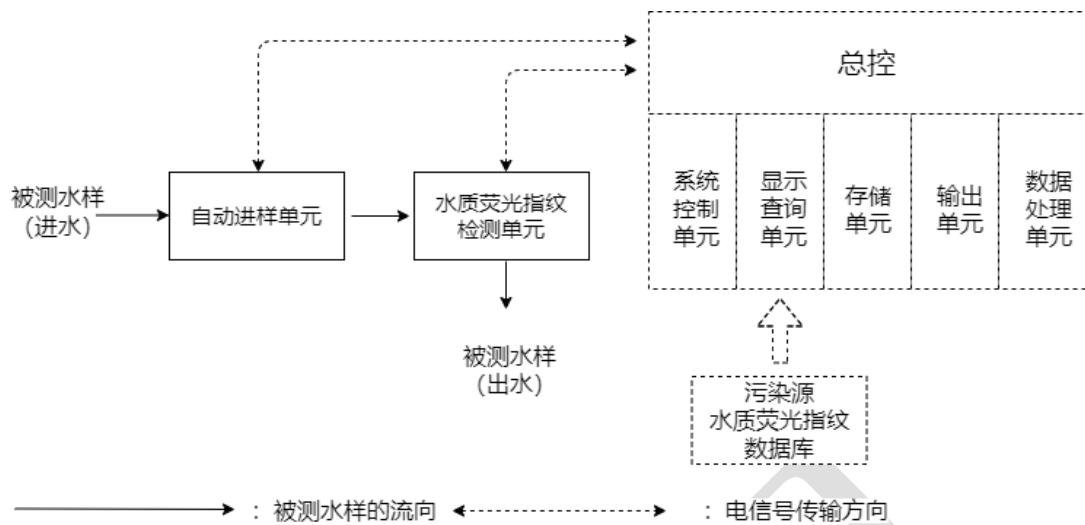 总控
系统
控制
单元
显示
查询
单元
存储
单元
输出
单元
数据
处理
单元
被测水样
（进水）
自动进样单元
水质荧光指纹
检测单元
被测水样
（出水）
污染源
水质荧光指纹
数据库
：被测水样的流向
：电信号传输方向